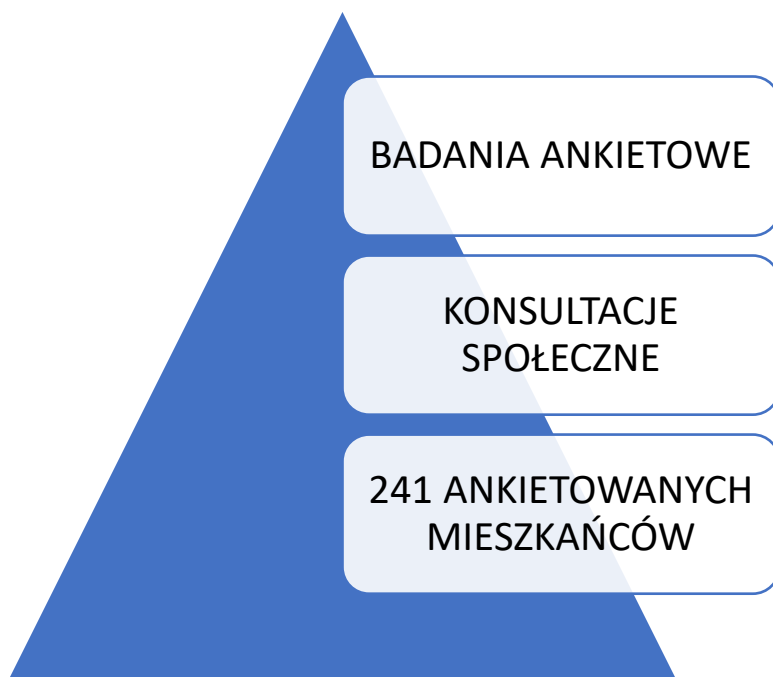 BADANIA ANKIETOWE
KONSULTACJE
SPOŁECZNE
241 ANKIETOWANYCH
MIESZKAŃCÓW